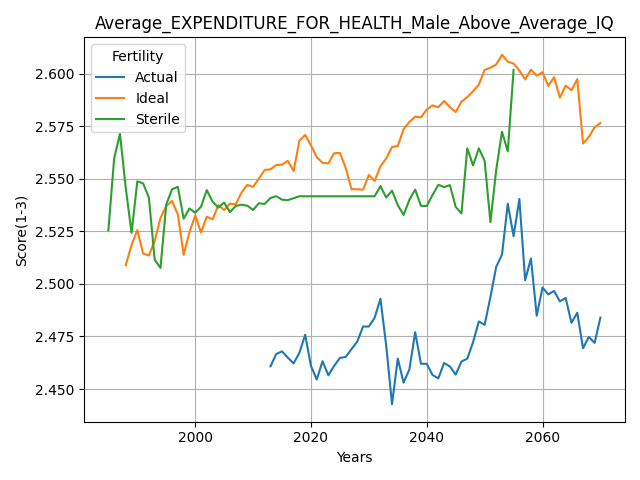 Average_EXPENDITURE_FOR_HEALTH_Male_Above_Average_IQ
Fertility
Actual
Ideal
Sterile
2.600
2.575
2.550
2.525
2.500
2.475
2.450
Score(1-3)
2000
2020
2040
2060
Years